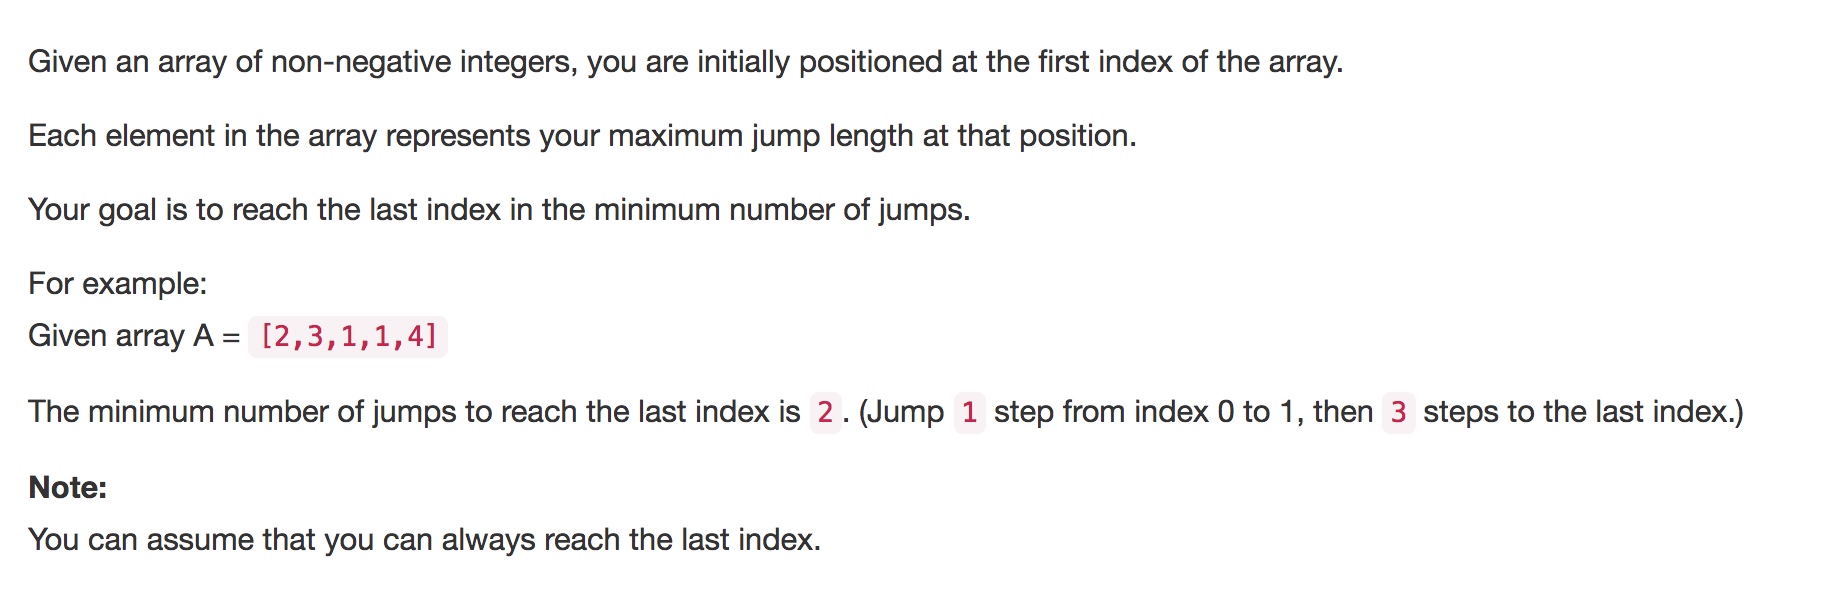 Given an array of non-negative integers, you are initially positioned at the first index of the array.
Each element in the array represents your maximum jump length at that position.
Your goal is to reach the last index in the minimum number of jumps.
For example:
Given array A = [2,3,1,1,4]
The minimum number of jumps to reach the last index is 2. (Jump 1 step from index 0 to 1, then 3 steps to the last index.)
Note:
You can assume that you can always reach the last index.